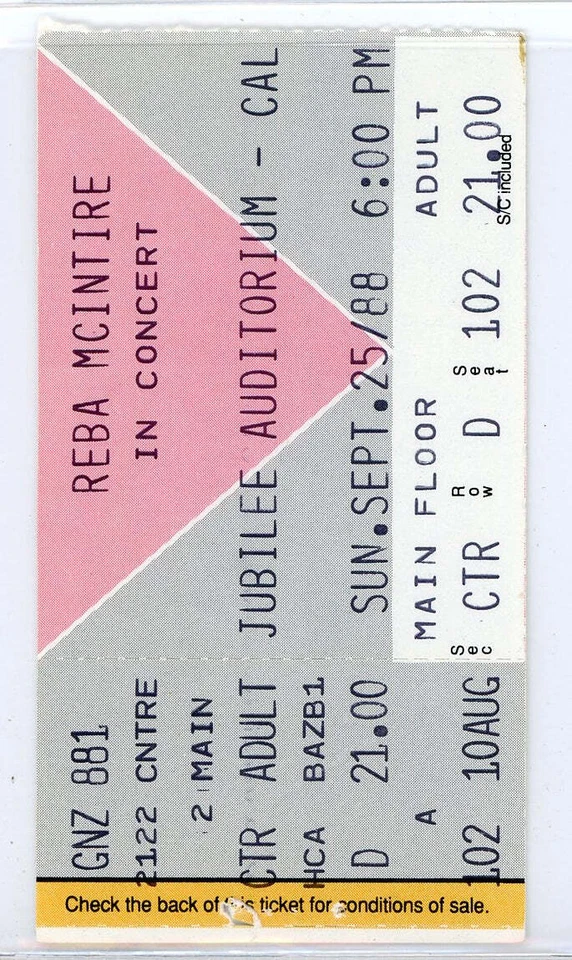 REBA MCINTIRE
IN CONCERT
JUBILEE AUDITORIUM - CAL
SUN.SEPT.25/88 6:00 PM
MAIN FLOOR ADULT
Sec CTR Row D Seat 102 21.00
S/C included
GNZ 881
2122 CNTRE
2 MAIN
CTR ADULT
HCA BAZB1
D 21.00
A
102 10AUG
Check the back of this ticket for conditions of sale.